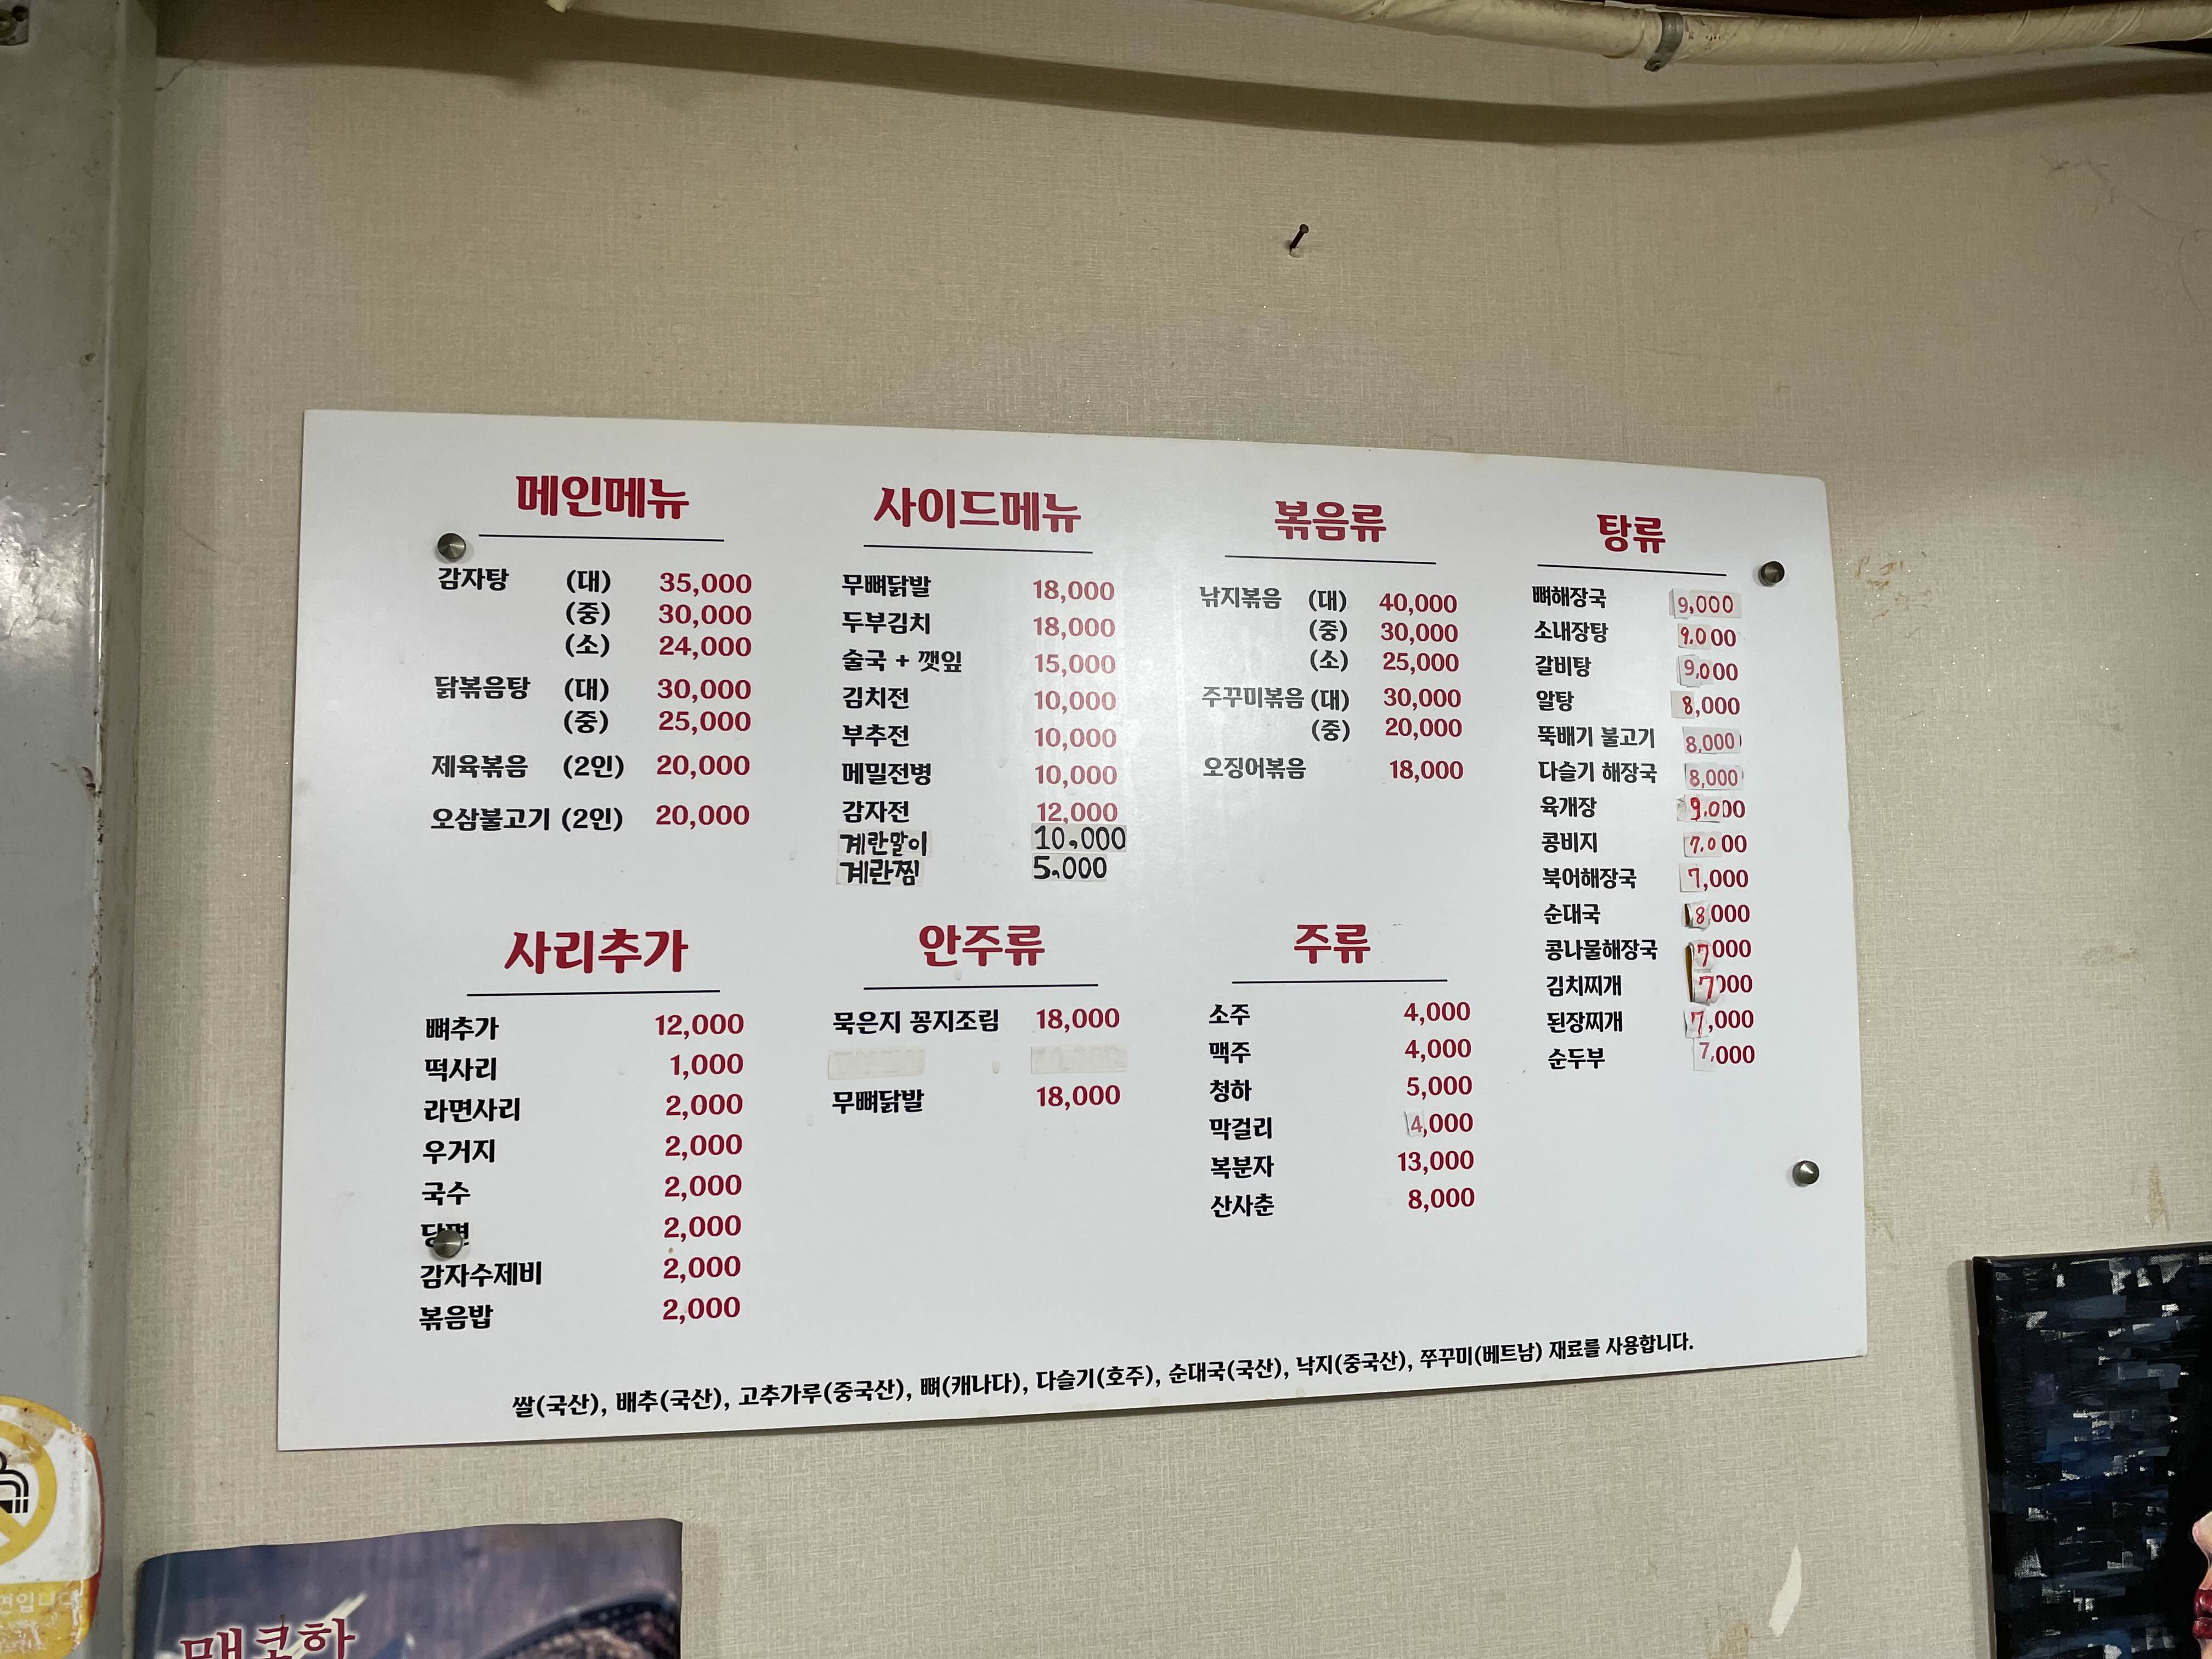 메인메뉴
감자탕 (대) 35,000
(중) 30,000
(소) 24,000
닭볶음탕 (대) 30,000
(중) 25,000
제육볶음 (2인) 20,000
오삼불고기 (2인) 20,000
사이드메뉴
무뼈닭발 18,000
두부김치 18,000
술국 + 깻잎 15,000
김치전 10,000
부추전 10,000
메밀전병 10,000
감자전 12,000
계란말이 10,000
계란찜 5,000
볶음류
낚지볶음 (대) 40,000
(중) 30,000
(소) 25,000
주꾸미볶음 (대) 30,000
(중) 20,000
오징어볶음 18,000
탕류
뼈해장국 9,000
소내장탕 9,000
갈비탕 9,000
알탕 8,000
뚝배기 불고기 8,000
다슬기 해장국 8,000
육개장 9,000
콩비지 7,000
북어해장국 7,000
순대국 8,000
콩나물해장국 7,000
김치찌개 7,000
된장찌개 7,000
순두부 7,000
사리추가
뼈추가 12,000
떡사리 1,000
라면사리 2,000
우거지 2,000
국수 2,000
당면 2,000
감자수제비 2,000
볶음밥 2,000
안주류
묵은지 꽁지조림 18,000
무뼈닭발 18,000
주류
소주 4,000
맥주 4,000
청하 5,000
막걸리 4,000
복분자 13,000
산사춘 8,000
쌀(국산), 배추(국산), 고추가루(중국산), 뼈(캐나다), 다슬기(호주), 순대국(국산), 낙지(중국산), 쭈꾸미(베트남) 재료를 사용합니다.